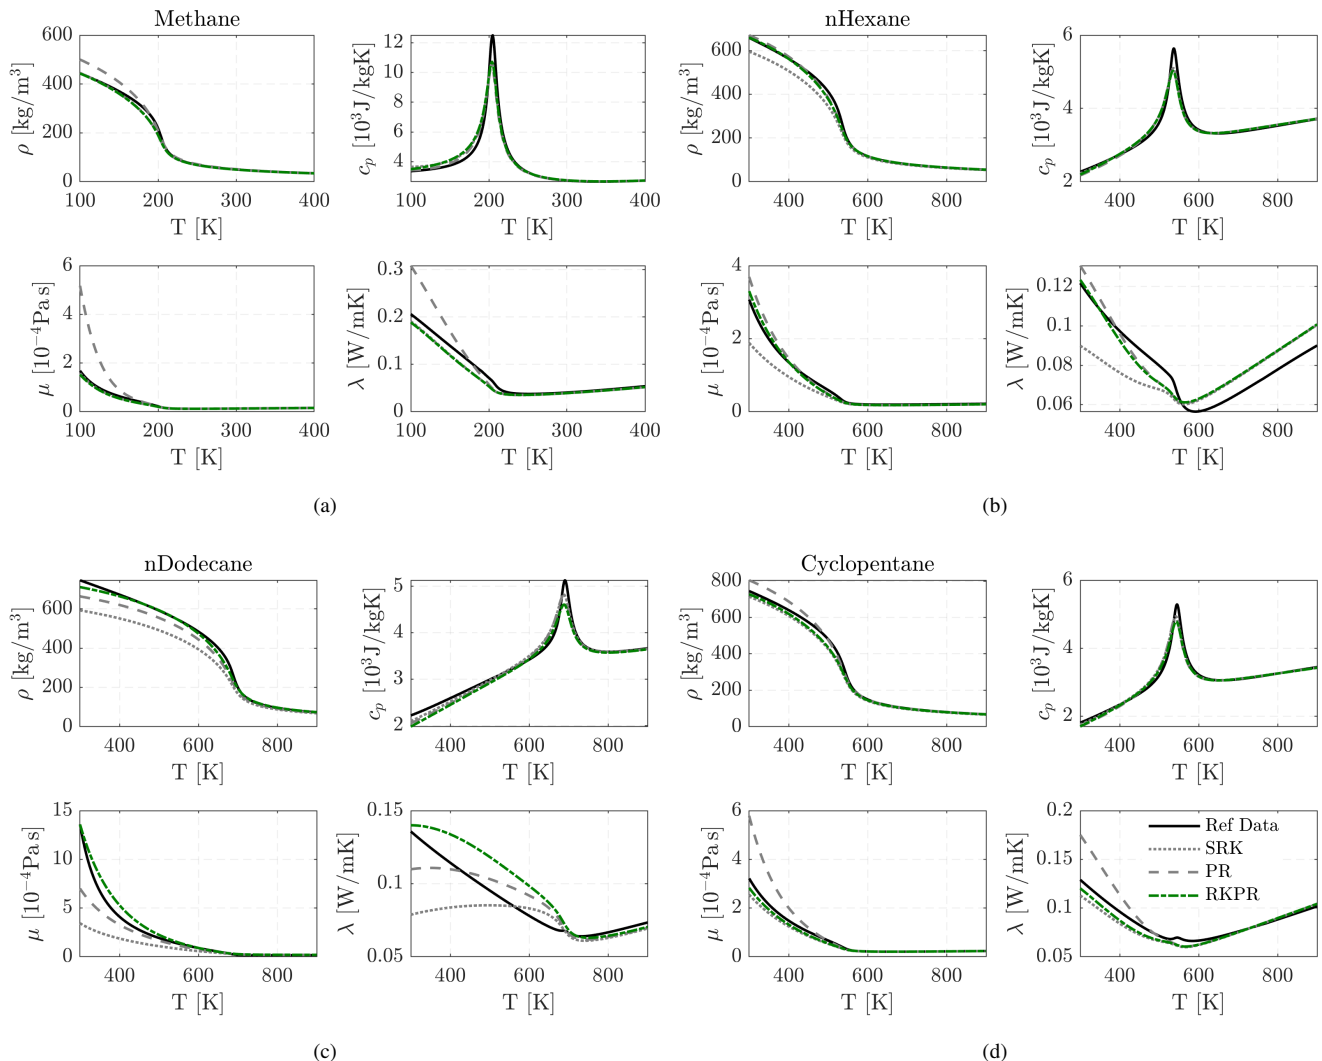 Methane
600
400
200
0
100 200 300 400
T [K]
ρ [kg/m³]
12
10
8
6
4
100 200 300 400
T [K]
c_p [10³J/kgK]
6
4
2
0
100 200 300 400
T [K]
μ [10⁻⁴Pa s]
0.3
0.2
0.1
0
100 200 300 400
T [K]
λ [W/mK]
(a)
nHexane
600
400
200
0
400 600 800
T [K]
ρ [kg/m³]
6
4
2
400 600 800
T [K]
c_p [10³J/kgK]
4
2
0
400 600 800
T [K]
μ [10⁻⁴Pa s]
0.12
0.1
0.08
0.06
400 600 800
T [K]
λ [W/mK]
(b)
nDodecane
600
400
200
0
400 600 800
T [K]
ρ [kg/m³]
5
4
3
2
400 600 800
T [K]
c_p [10³J/kgK]
15
10
5
0
400 600 800
T [K]
μ [10⁻⁴Pa s]
0.15
0.1
0.05
400 600 800
T [K]
λ [W/mK]
(c)
Cyclopentane
800
600
400
200
0
400 600 800
T [K]
ρ [kg/m³]
6
4
2
400 600 800
T [K]
c_p [10³J/kgK]
6
4
2
0
400 600 800
T [K]
μ [10⁻⁴Pa s]
0.2
0.15
0.1
0.05
400 600 800
T [K]
λ [W/mK]
Ref Data
SRK
PR
RKPR
(d)